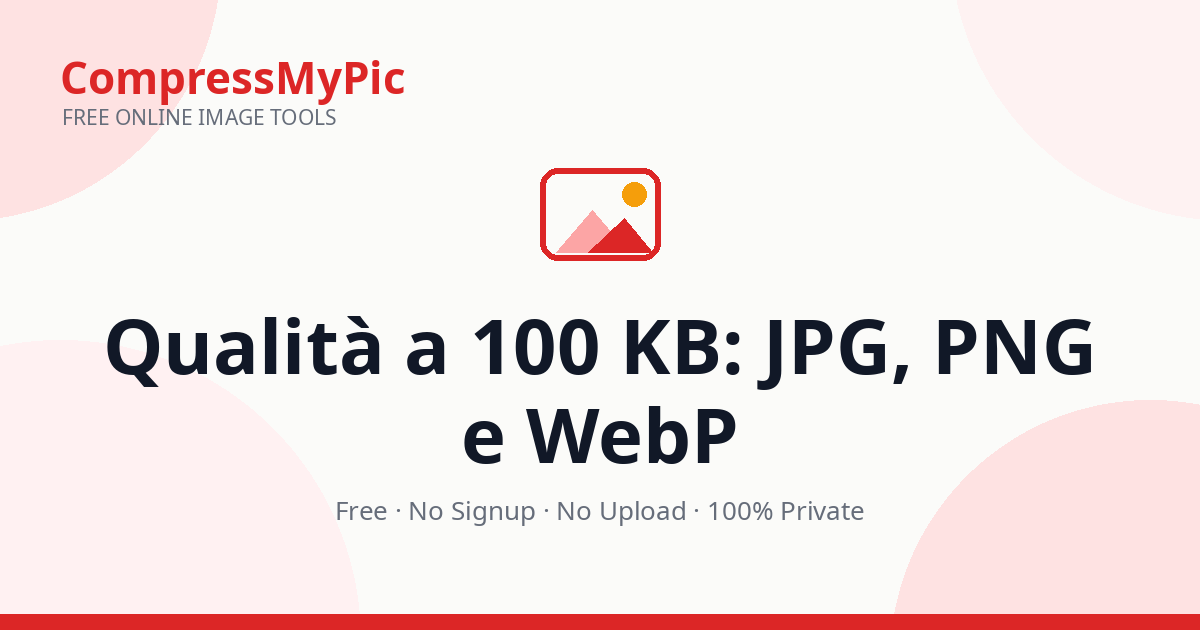 CompressMyPic
FREE ONLINE IMAGE TOOLS
Qualità a 100 KB: JPG, PNG
e WebP
Free · No Signup · No Upload · 100% Private